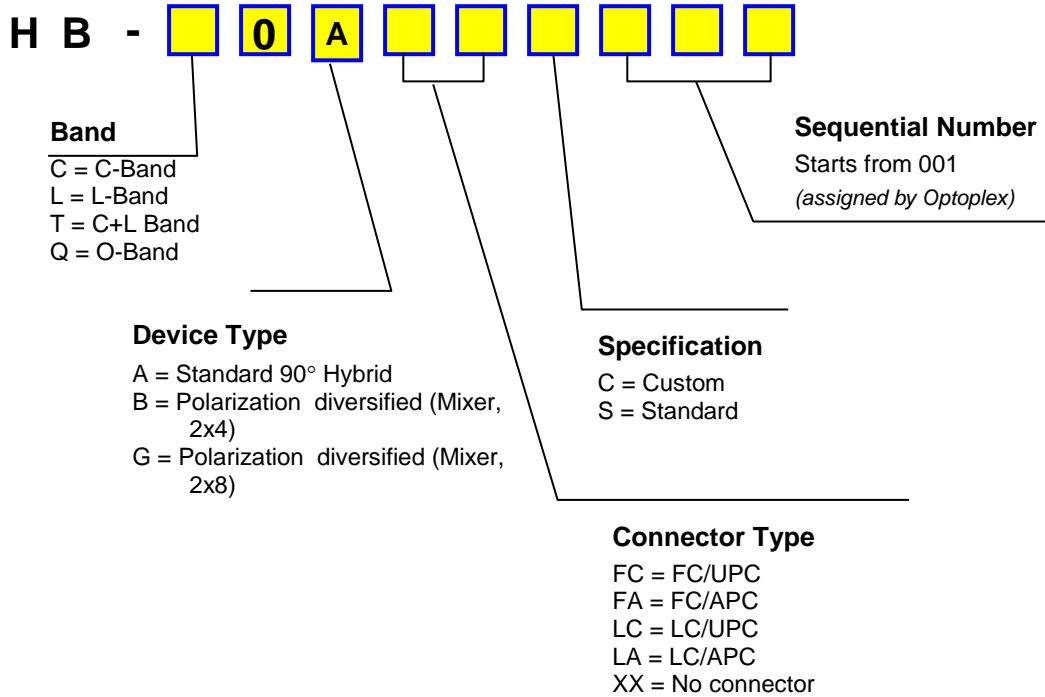 H B - 0 A
Band
C = C-Band
L = L-Band
T = C+L Band
Q = O-Band
Sequential Number
Starts from 001
(assigned by Optoplex)
Device Type
A = Standard 90° Hybrid
B = Polarization diversified (Mixer,
2x4)
G = Polarization diversified (Mixer,
2x8)
Specification
C = Custom
S = Standard
Connector Type
FC = FC/UPC
FA = FC/APC
LC = LC/UPC
LA = LC/APC
XX = No connector